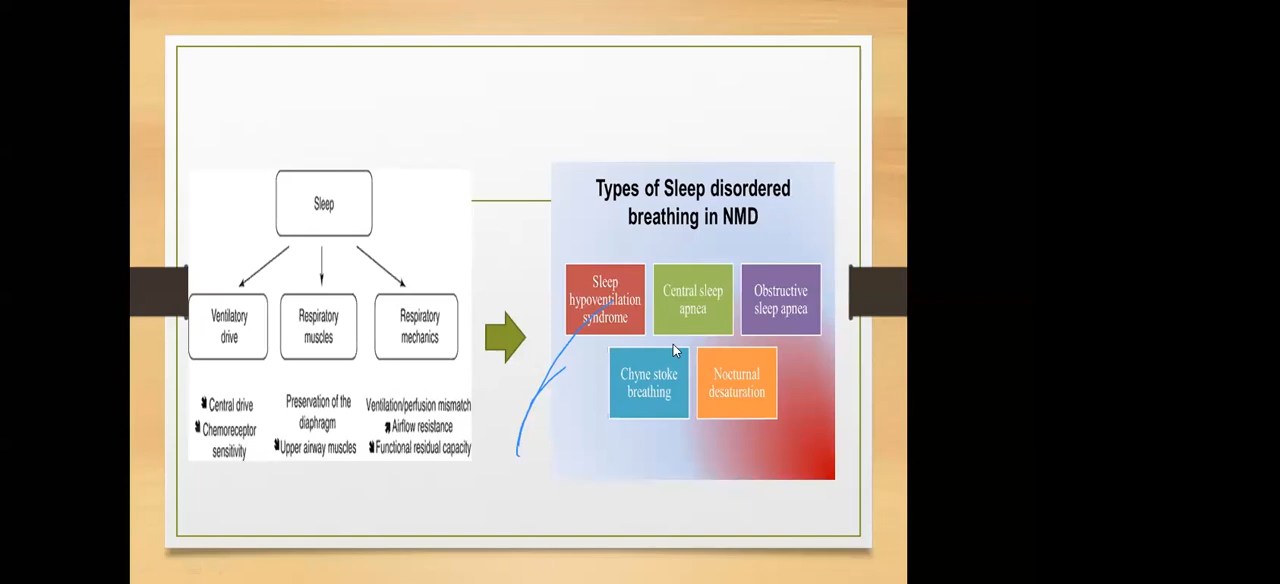 Sleep
Ventilatory
drive
Respiratory
muscles
Respiratory
mechanics
Central drive
Chemoreceptor
sensitivity
Preservation of the
diaphragm
Upper airway muscles
Ventilation/perfusion mismatch
Airflow resistance
Functional residual capacity
Types of Sleep disordered
breathing in NMD
Sleep
hypoventilation
syndrome
Central sleep
apnea
Obstructive
sleep apnea
Chyne stoke
breathing
Nocturnal
desaturation